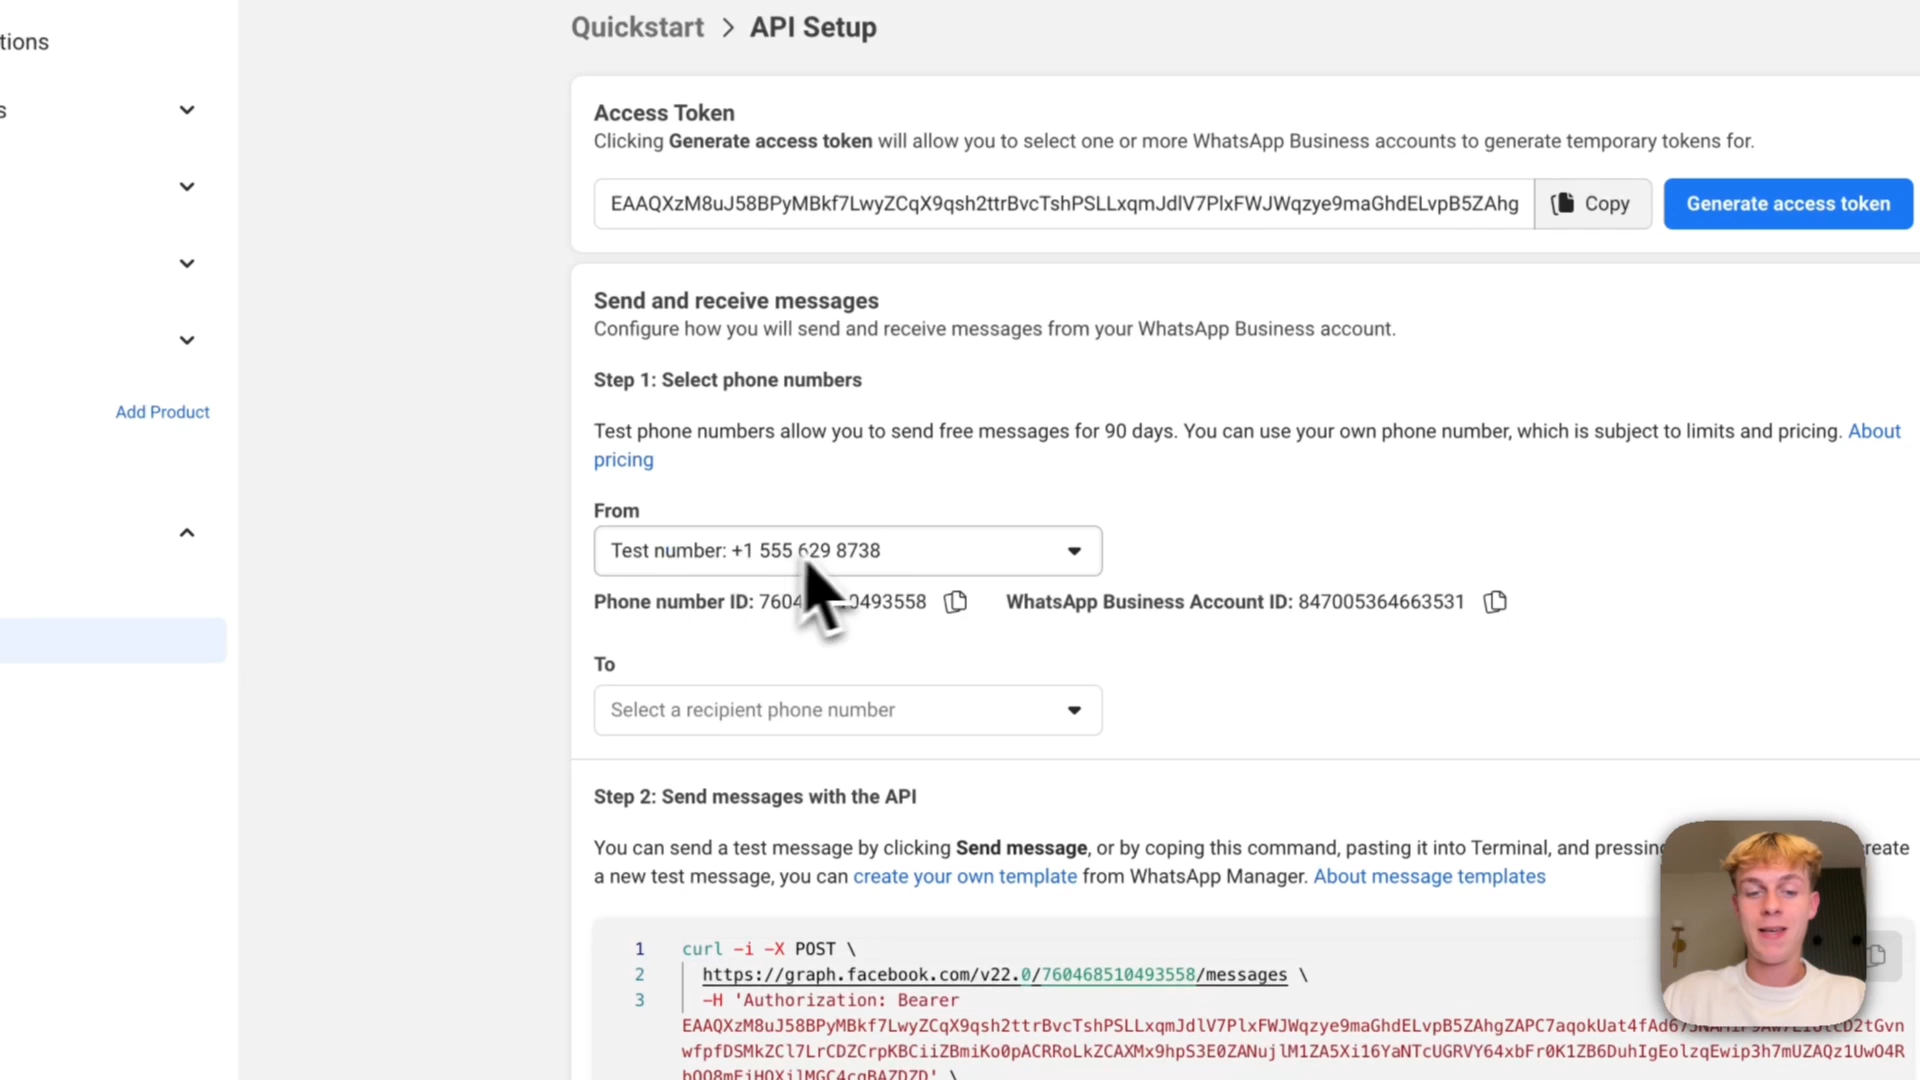 tions
Quickstart > API Setup
s
Access Token
Clicking Generate access token will allow you to select one or more WhatsApp Business accounts to generate temporary tokens for.
EAAQXzM8uJ58BPyMBkf7LwyZCqX9qsh2ttrBvcTshPSLLxqmJdlV7PlxFWJWqzye9maGhdELvpB5ZAhg
Copy
Generate access token
Send and receive messages
Configure how you will send and receive messages from your WhatsApp Business account.
Step 1: Select phone numbers
Add Product
Test phone numbers allow you to send free messages for 90 days. You can use your own phone number, which is subject to limits and pricing. About
pricing
From
Test number: +1 555 629 8738
Phone number ID: 7604 0493558 WhatsApp Business Account ID: 847005364663531
To
Select a recipient phone number
Step 2: Send messages with the API
You can send a test message by clicking Send message, or by coping this command, pasting it into Terminal, and pressing reate
a new test message, you can create your own template from WhatsApp Manager. About message templates
1 curl -i -X POST \
2 https://graph.facebook.com/v22.0/760468510493558/messages \
3 -H 'Authorization: Bearer
EAAQXzM8uJ58BPyMBkf7LwyZCqX9qsh2ttrBvcTshPSLLxqmJdlV7PlxFWJWqzye9maGhdELvpB5ZAhgZAPC7aqokUat4fAd67 D2tGvn
wfpfDSMkZCl7LrCDZCrpKBCiiZBmiKo0pACRRoLkZCAXMx9hpS3E0ZANujlM1ZA5Xi16YaNTcUGRVY64xbFr0K1ZB6DuhIgEolzqEwip3h7mUZAQz1UwO4R